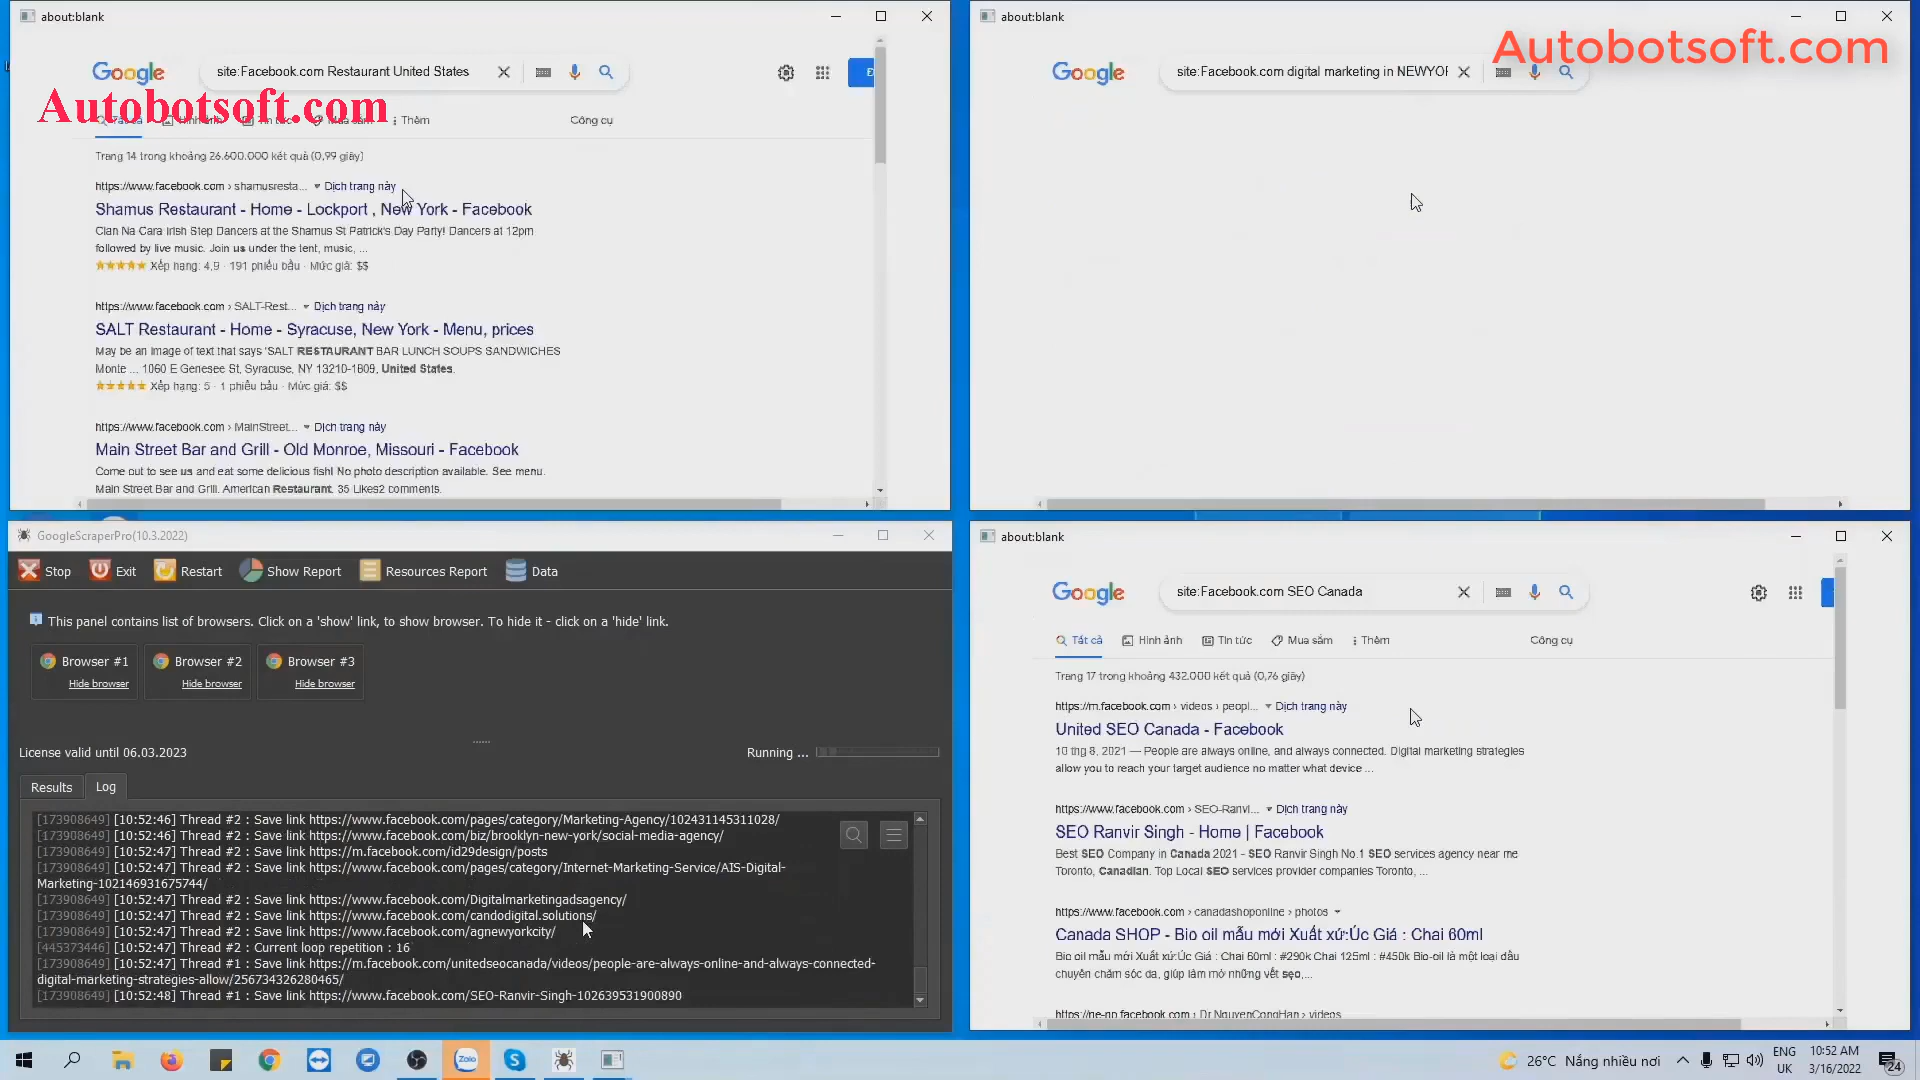 about:blank
Google
site:Facebook.com Restaurant United States
Autobotsoft.com
Thêm
Công cụ
Trang 14 trong khoảng 26.600.000 kết quả (0,99 giây)
https://www.facebook.com › shamusresta... Dịch trang này
Shamus Restaurant - Home - Lockport , New York - Facebook
Clan Na Cara Irish Step Dancers at the Shamus St Patrick's Day Party! Dancers at 12pm
followed by live music. Join us under the tent, music, ...
Xếp hạng: 4,9 · 191 phiếu bầu · Mức giá: $$
https://www.facebook.com › SALT-Rest... Dịch trang này
SALT Restaurant - Home - Syracuse, New York - Menu, prices
May be an image of text that says 'SALT RESTAURANT BAR LUNCH SOUPS SANDWICHES
Monte ... 1060 E Genesee St, Syracuse, NY 13210-1809, United States.
Xếp hạng: 5 · 1 phiếu bầu · Mức giá: $$
https://www.facebook.com › MainStreet... Dịch trang này
Main Street Bar and Grill - Old Monroe, Missouri - Facebook
Come out to see us and eat some delicious fish! No photo description available. See menu.
Main Street Bar and Grill. American Restaurant. 35 Likes2 comments.
about:blank
Autobotsoft.com
Google
site:Facebook.com digital marketing in NEWYOR
GoogleScraperPro(10.3.2022)
Stop
Exit
Restart
Show Report
Resources Report
Data
This panel contains list of browsers. Click on a 'show' link, to show browser. To hide it - click on a 'hide' link.
Browser #1
Hide browser
Browser #2
Hide browser
Browser #3
Hide browser
License valid until 06.03.2023
Running ...
Results
Log
[173908649] [10:52:46] Thread #2 : Save link https://www.facebook.com/pages/category/Marketing-Agency/102431145311028/
[173908649] [10:52:46] Thread #2 : Save link https://www.facebook.com/biz/brooklyn-new-york/social-media-agency/
[173908649] [10:52:47] Thread #2 : Save link https://m.facebook.com/id29design/posts
[173908649] [10:52:47] Thread #2 : Save link https://www.facebook.com/pages/category/Internet-Marketing-Service/AIS-Digital-
Marketing-102146931675744/
[173908649] [10:52:47] Thread #2 : Save link https://www.facebook.com/Digitalmarketingadsagency/
[173908649] [10:52:47] Thread #2 : Save link https://www.facebook.com/candodigital.solutions/
[173908649] [10:52:47] Thread #2 : Save link https://www.facebook.com/agnewyorkcity/
[445373446] [10:52:47] Thread #2 : Current loop repetition : 16
[173908649] [10:52:47] Thread #1 : Save link https://m.facebook.com/unitedseocanada/videos/people-are-always-online-and-always-connected-
digital-marketing-strategies-allow/256734326280465/
[173908649] [10:52:48] Thread #1 : Save link https://www.facebook.com/SEO-Ranvir-Singh-102639531900890
about:blank
Google
site:Facebook.com SEO Canada
Tất cả
Hình ảnh
Tin tức
Mua sắm
Thêm
Công cụ
Trang 17 trong khoảng 432.000 kết quả (0,76 giây)
https://m.facebook.com › videos › peopl... Dịch trang này
United SEO Canada - Facebook
10 thg 8, 2021 — People are always online, and always connected. Digital marketing strategies
allow you to reach your target audience no matter what device ...
https://www.facebook.com › SEO-Ranvi... Dịch trang này
SEO Ranvir Singh - Home | Facebook
Best SEO Company in Canada 2021 - SEO Ranvir Singh No.1 SEO services agency near me
Toronto, Canadian. Top Local SEO services provider companies Toronto, ...
https://www.facebook.com › canadashoponline › photos
Canada SHOP - Bio oil mẫu mới Xuất xứ:Úc Giá : Chai 60ml
Bio oil mẫu mới Xuất xứ:Úc Giá : Chai 60ml : #290k Chai 125ml : #450k Bio-oil là một loại dầu
chuyên chăm sóc da, giúp làm mờ những vết sẹo,...
https://ne-np.facebook.com › Dr.NguyenCongHan › videos
Zalo
26°C Nắng nhiều nơi
ENG
UK
10:52 AM
3/16/2022
24